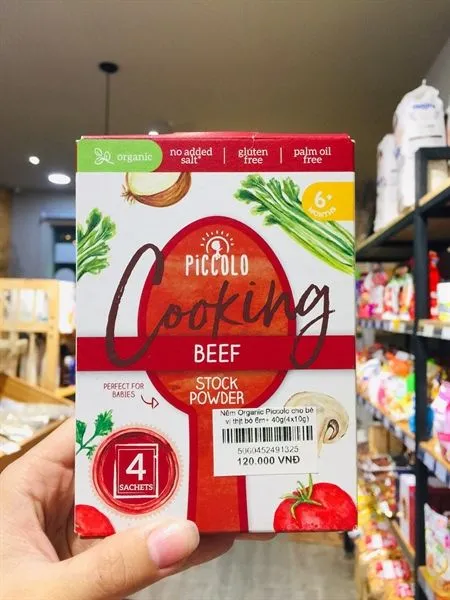 organic
no added
salt*
gluten
free
palm oil
free
6+
MONTHS
PiCCOLO
Cooking
BEEF
STOCK
POWDER
PERFECT FOR
BABIES
4
SACHETS
Nêm Organic Piccolo cho bé
vị thịt bò 6m+ 40g(4x10g)
5060452491325
120.000 VNĐ